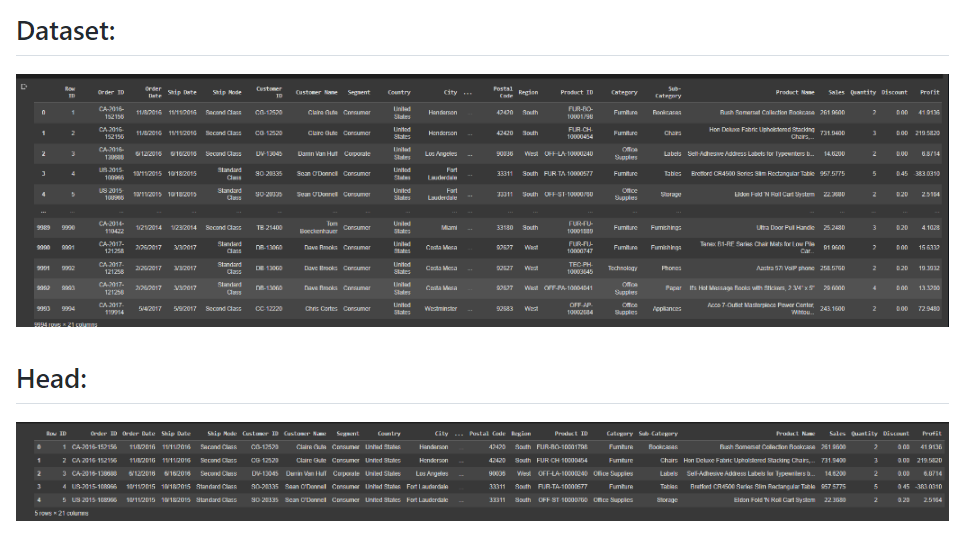 Dataset:
Row ID Order ID Order Date Ship Date Ship Mode Customer ID Customer Name Segment Country City ... Postal Code Region Product ID Category Sub-Category Product Name Sales Quantity Discount Profit
0 1 CA-2016-152156 11/8/2016 11/11/2016 Second Class CG-12520 Claire Gute Consumer United States Henderson ... 42420 South FUR-BO-10001798 Furniture Bookcases Bush Somerset Collection Bookcase 261.9600 2 0.00 41.9136
1 2 CA-2016-152156 11/8/2016 11/11/2016 Second Class CG-12520 Claire Gute Consumer United States Henderson ... 42420 South FUR-CH-10000454 Furniture Chairs Hon Deluxe Fabric Upholstered Stacking Chairs,... 731.9400 3 0.00 219.5820
2 3 CA-2016-138688 6/12/2016 6/16/2016 Second Class DV-13045 Darrin Van Huff Corporate United States Los Angeles ... 90036 West OFF-LA-10000240 Office Supplies Labels Self-Adhesive Address Labels for Typewriters b... 14.6200 2 0.00 6.8714
3 4 US-2015-108966 10/11/2015 10/18/2015 Standard Class SO-20335 Sean O'Donnell Consumer United States Fort Lauderdale ... 33311 South FUR-TA-10000577 Furniture Tables Bretford CR4500 Series Slim Rectangular Table 957.5775 5 0.45 -383.0310
4 5 US-2015-108966 10/11/2015 10/18/2015 Standard Class SO-20335 Sean O'Donnell Consumer United States Fort Lauderdale ... 33311 South OFF-ST-10000760 Office Supplies Storage Eldon Fold 'N Roll Cart System 22.3680 2 0.20 2.5164
... ... ... ... ... ... ... ... ... ... ... ... ... ... ... ... ... ... ... ... ... ...
9989 9990 CA-2014-110422 1/21/2014 1/23/2014 Second Class TB-21400 Tom Boeckenhauer Consumer United States Miami ... 33180 South FUR-FU-10001889 Furniture Furnishings Ultra Door Pull Handle 25.2480 3 0.20 4.1028
9990 9991 CA-2017-121258 2/26/2017 3/3/2017 Standard Class DB-13060 Dave Brooks Consumer United States Costa Mesa ... 92627 West FUR-FU-10000747 Furniture Furnishings Tenex B1-RE Series Chair Mats for Low Pile Car... 91.9600 2 0.00 15.6332
9991 9992 CA-2017-121258 2/26/2017 3/3/2017 Standard Class DB-13060 Dave Brooks Consumer United States Costa Mesa ... 92627 West TEC-PH-10003645 Technology Phones Aastra 57i VoIP phone 258.5760 2 0.20 19.3932
9992 9993 CA-2017-121258 2/26/2017 3/3/2017 Standard Class DB-13060 Dave Brooks Consumer United States Costa Mesa ... 92627 West OFF-PA-10004041 Office Supplies Paper It's Hot Message Books with Stickers, 2 3/4" x 5" 29.6000 4 0.00 13.3200
9993 9994 CA-2017-119914 5/4/2017 5/9/2017 Second Class CC-12220 Chris Cortes Consumer United States Westminster ... 92683 West OFF-AP-10002684 Office Supplies Appliances Acco 7-Outlet Masterpiece Power Center, Wihtou... 243.1600 2 0.00 72.9480
9994 rows × 21 columns
Head:
Row ID Order ID Order Date Ship Date Ship Mode Customer ID Customer Name Segment Country City ... Postal Code Region Product ID Category Sub-Category Product Name Sales Quantity Discount Profit
0 1 CA-2016-152156 11/8/2016 11/11/2016 Second Class CG-12520 Claire Gute Consumer United States Henderson ... 42420 South FUR-BO-10001798 Furniture Bookcases Bush Somerset Collection Bookcase 261.9600 2 0.00 41.9136
1 2 CA-2016-152156 11/8/2016 11/11/2016 Second Class CG-12520 Claire Gute Consumer United States Henderson ... 42420 South FUR-CH-10000454 Furniture Chairs Hon Deluxe Fabric Upholstered Stacking Chairs,... 731.9400 3 0.00 219.5820
2 3 CA-2016-138688 6/12/2016 6/16/2016 Second Class DV-13045 Darrin Van Huff Corporate United States Los Angeles ... 90036 West OFF-LA-10000240 Office Supplies Labels Self-Adhesive Address Labels for Typewriters b... 14.6200 2 0.00 6.8714
3 4 US-2015-108966 10/11/2015 10/18/2015 Standard Class SO-20335 Sean O'Donnell Consumer United States Fort Lauderdale ... 33311 South FUR-TA-10000577 Furniture Tables Bretford CR4500 Series Slim Rectangular Table 957.5775 5 0.45 -383.0310
4 5 US-2015-108966 10/11/2015 10/18/2015 Standard Class SO-20335 Sean O'Donnell Consumer United States Fort Lauderdale ... 33311 South OFF-ST-10000760 Office Supplies Storage Eldon Fold 'N Roll Cart System 22.3680 2 0.20 2.5164
5 rows × 21 columns